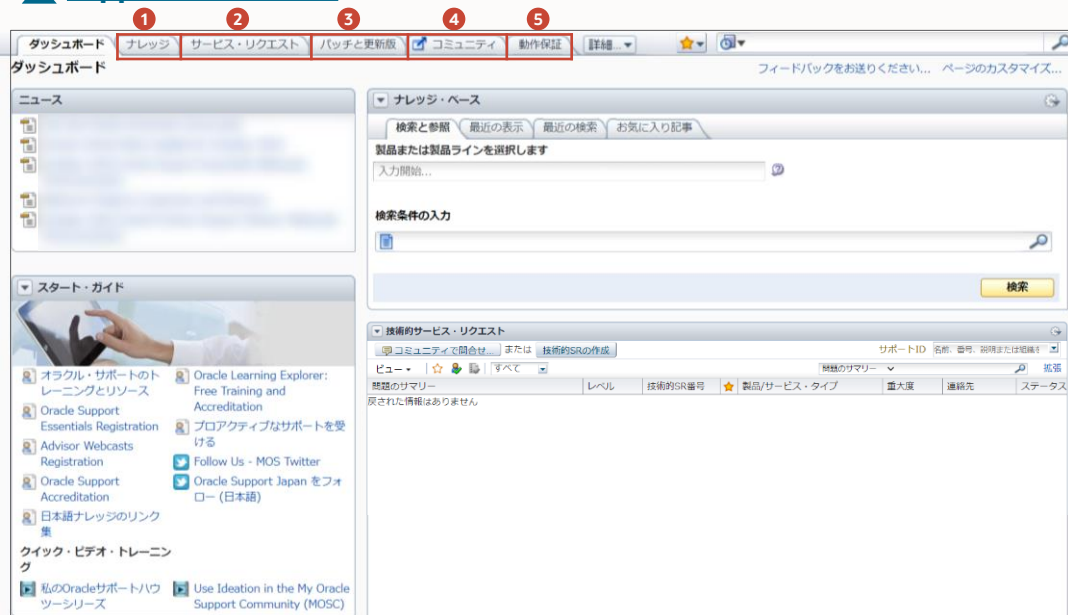 1 2 3 4 5
ダッシュボード ナレッジ サービス・リクエスト パッチと更新版 コミュニティ 動作保証 詳細...
ダッシュボード
フィードバックをお送りください... ページのカスタマイズ...
ニュース
ナレッジ・ベース
検索と参照 最近の表示 最近の検索 お気に入り記事
製品または製品ラインを選択します
入力開始...
検索条件の入力
検索
スタート・ガイド
オラクル・サポートのト
レーニングとリソース
Oracle Support
Essentials Registration
Advisor Webcasts
Registration
Oracle Support
Accreditation
日本語ナレッジのリンク
集
Oracle Learning Explorer:
Free Training and
Accreditation
プロアクティブなサポートを受
ける
Follow Us - MOS Twitter
Oracle Support Japan をフォ
ロー (日本語)
クイック・ビデオ・トレーニン
グ
私のOracleサポートハウ
ツーシリーズ
Use Ideation in the My Oracle
Support Community (MOSC)
技術的サービス・リクエスト
コミュニティで問合せ... または 技術的SRの作成
サポートID 名前、番号、説明または組織を
ビュー すべて 問題のサマリー 拡張
問題のサマリー レベル 技術的SR番号 製品/サービス・タイプ 重大度 連絡先 ステータス
戻された情報はありません